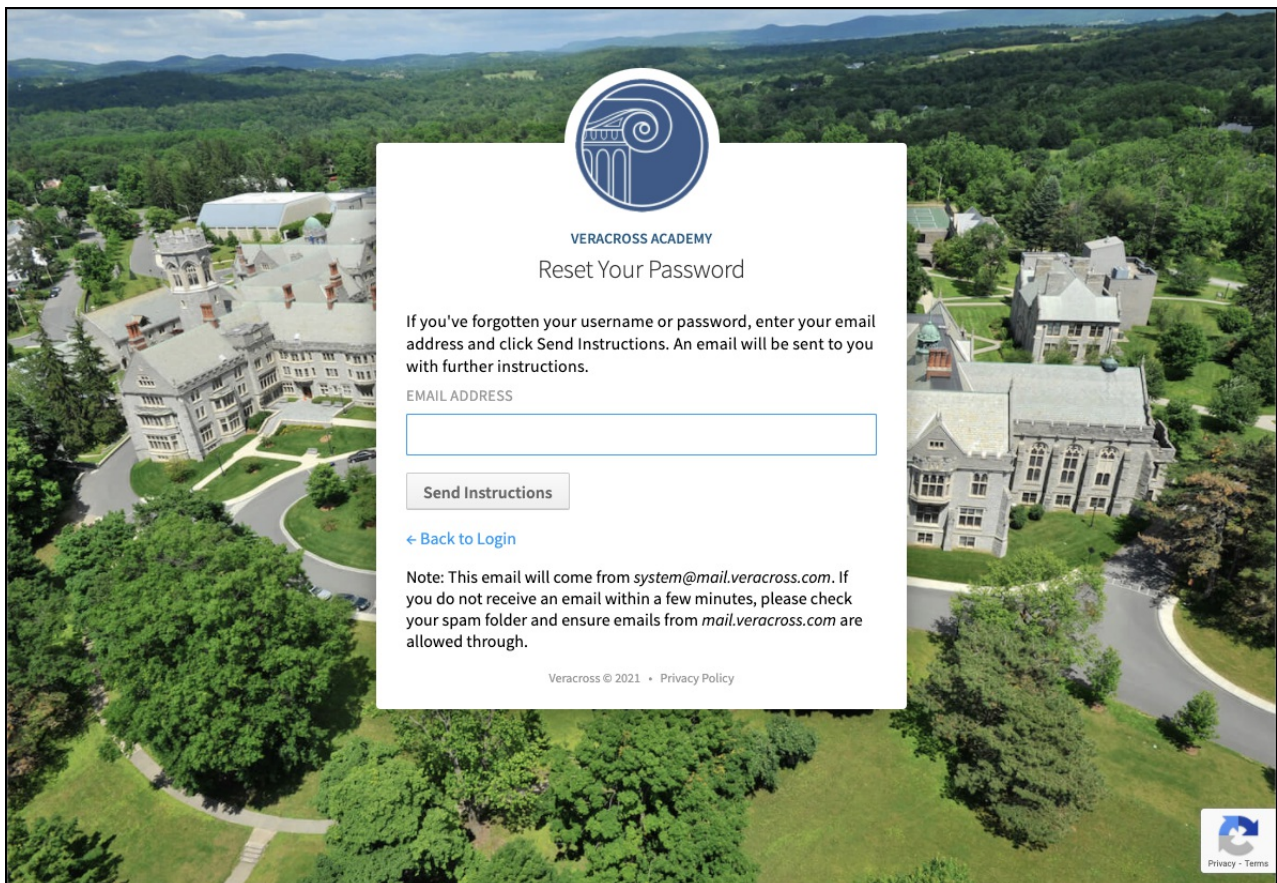 VERACROSS ACADEMY
Reset Your Password
If you've forgotten your username or password, enter your email
address and click Send Instructions. An email will be sent to you
with further instructions.
EMAIL ADDRESS
Send Instructions
← Back to Login
Note: This email will come from system@mail.veracross.com. If
you do not receive an email within a few minutes, please check
your spam folder and ensure emails from mail.veracross.com are
allowed through.
Veracross © 2021 • Privacy Policy
Privacy - Terms